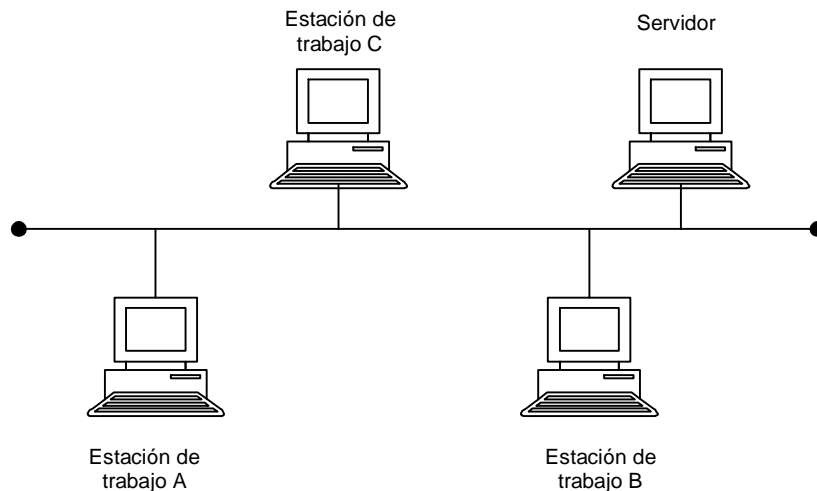 Estación de
trabajo C
Servidor
Estación de
trabajo A
Estación de
trabajo B